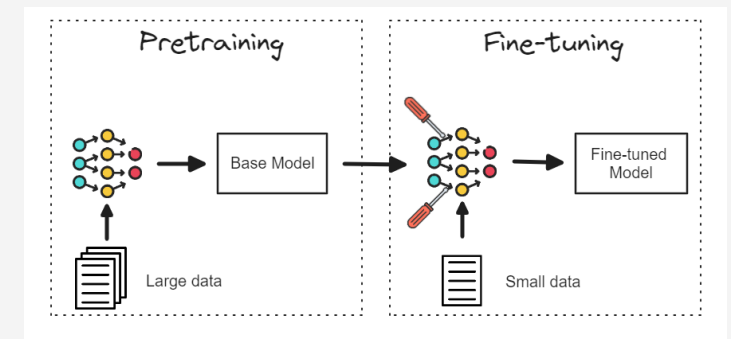 Pretraining
Fine-tuning
Base Model
Fine-tuned
Model
Large data
Small data